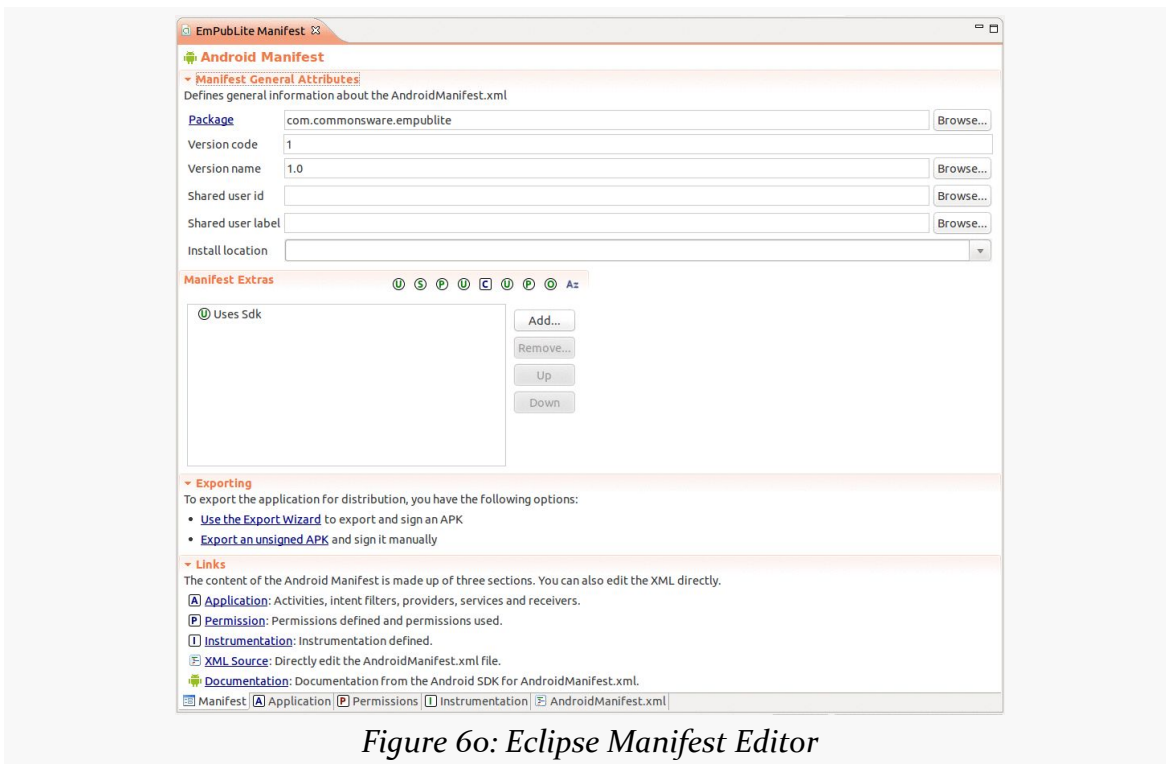 EmPubLite Manifest
Android Manifest
Manifest General Attributes
Defines general information about the AndroidManifest.xml
Package com.commonsware.empublite Browse...
Version code 1
Version name 1.0 Browse...
Shared user id Browse...
Shared user label Browse...
Install location
Manifest Extras U S P U C U P O Az
U Uses Sdk
Add...
Remove...
Up
Down
Exporting
To export the application for distribution, you have the following options:
• Use the Export Wizard to export and sign an APK
• Export an unsigned APK and sign it manually
Links
The content of the Android Manifest is made up of three sections. You can also edit the XML directly.
A Application: Activities, intent filters, providers, services and receivers.
P Permission: Permissions defined and permissions used.
I Instrumentation: Instrumentation defined.
XML Source: Directly edit the AndroidManifest.xml file.
Documentation: Documentation from the Android SDK for AndroidManifest.xml.
Manifest A Application P Permissions I Instrumentation AndroidManifest.xml
Figure 60: Eclipse Manifest Editor